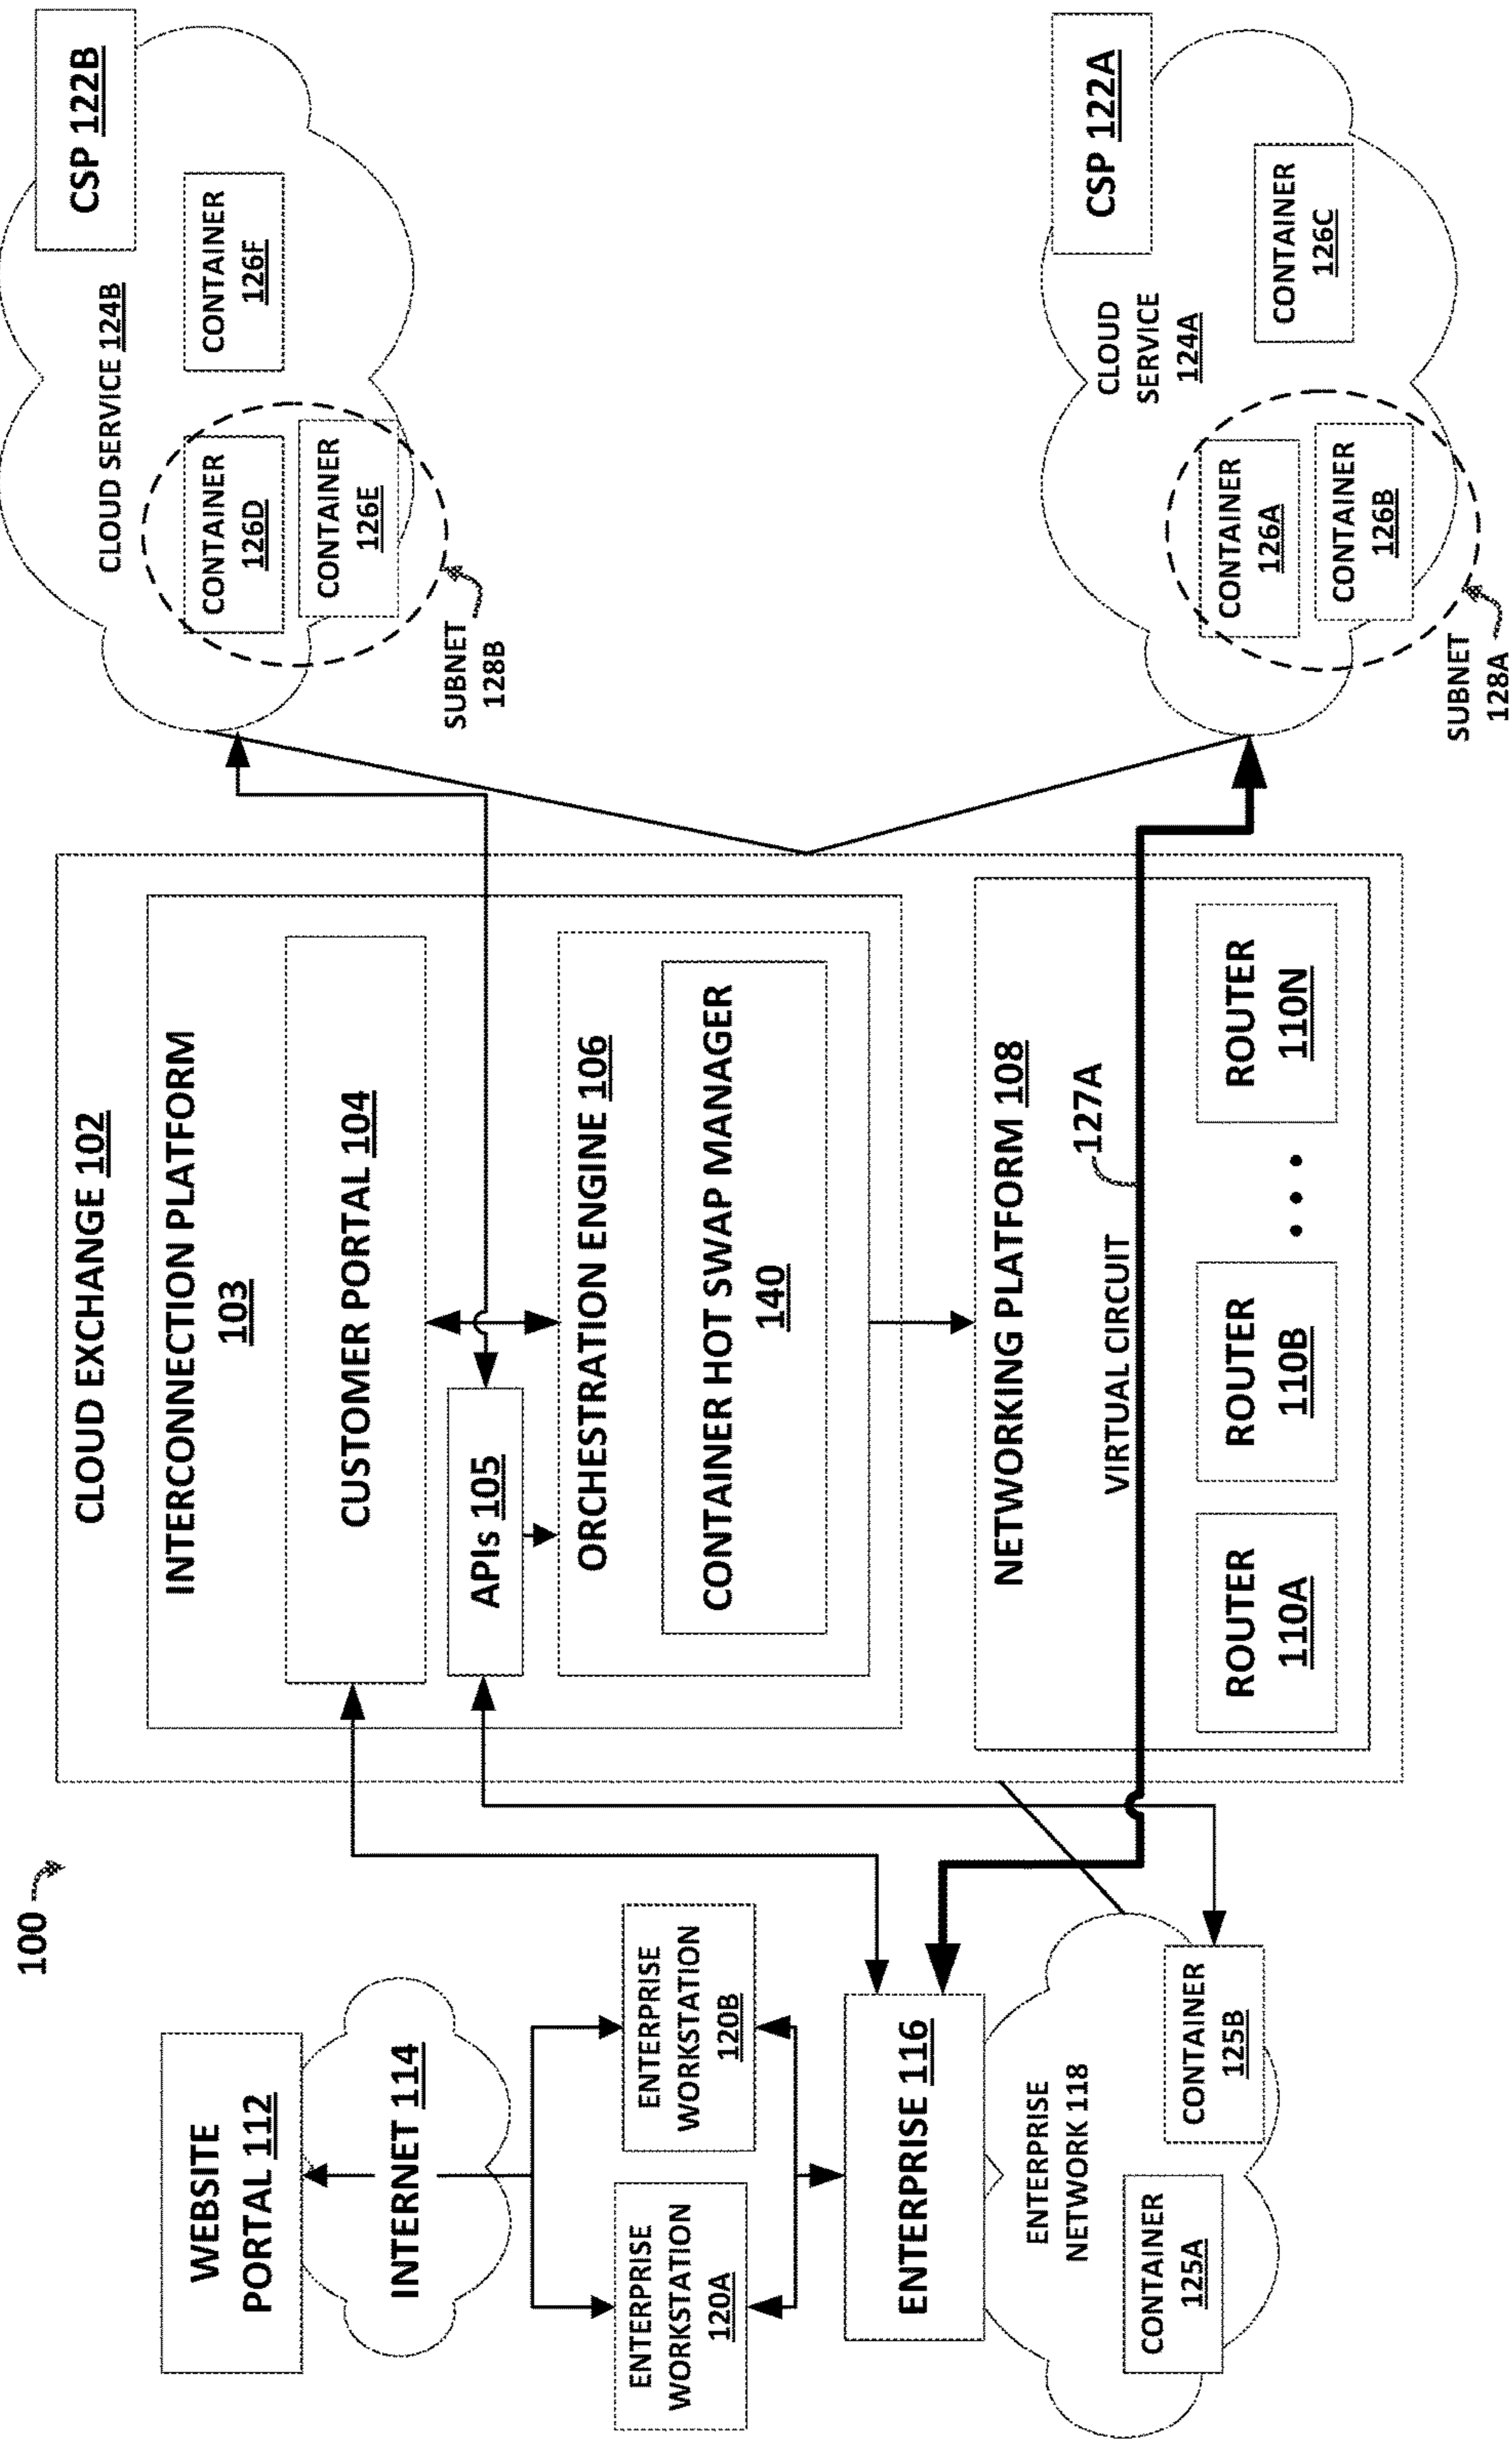 100
WEBSITE
PORTAL 112
INTERNET 114
ENTERPRISE
WORKSTATION
120A
ENTERPRISE
WORKSTATION
120B
ENTERPRISE 116
ENTERPRISE
NETWORK 118
CONTAINER
125A
CONTAINER
125B
CLOUD EXCHANGE 102
INTERCONNECTION PLATFORM
103
CUSTOMER PORTAL 104
APIs 105
ORCHESTRATION ENGINE 106
CONTAINER HOT SWAP MANAGER
140
NETWORKING PLATFORM 108
127A
VIRTUAL CIRCUIT
ROUTER
110A
ROUTER
110B
• • •
ROUTER
110N
CSP 122B
CLOUD SERVICE 124B
CONTAINER
126D
CONTAINER
126E
CONTAINER
126F
SUBNET
128B
CSP 122A
CLOUD
SERVICE
124A
CONTAINER
126A
CONTAINER
126B
CONTAINER
126C
SUBNET
128A